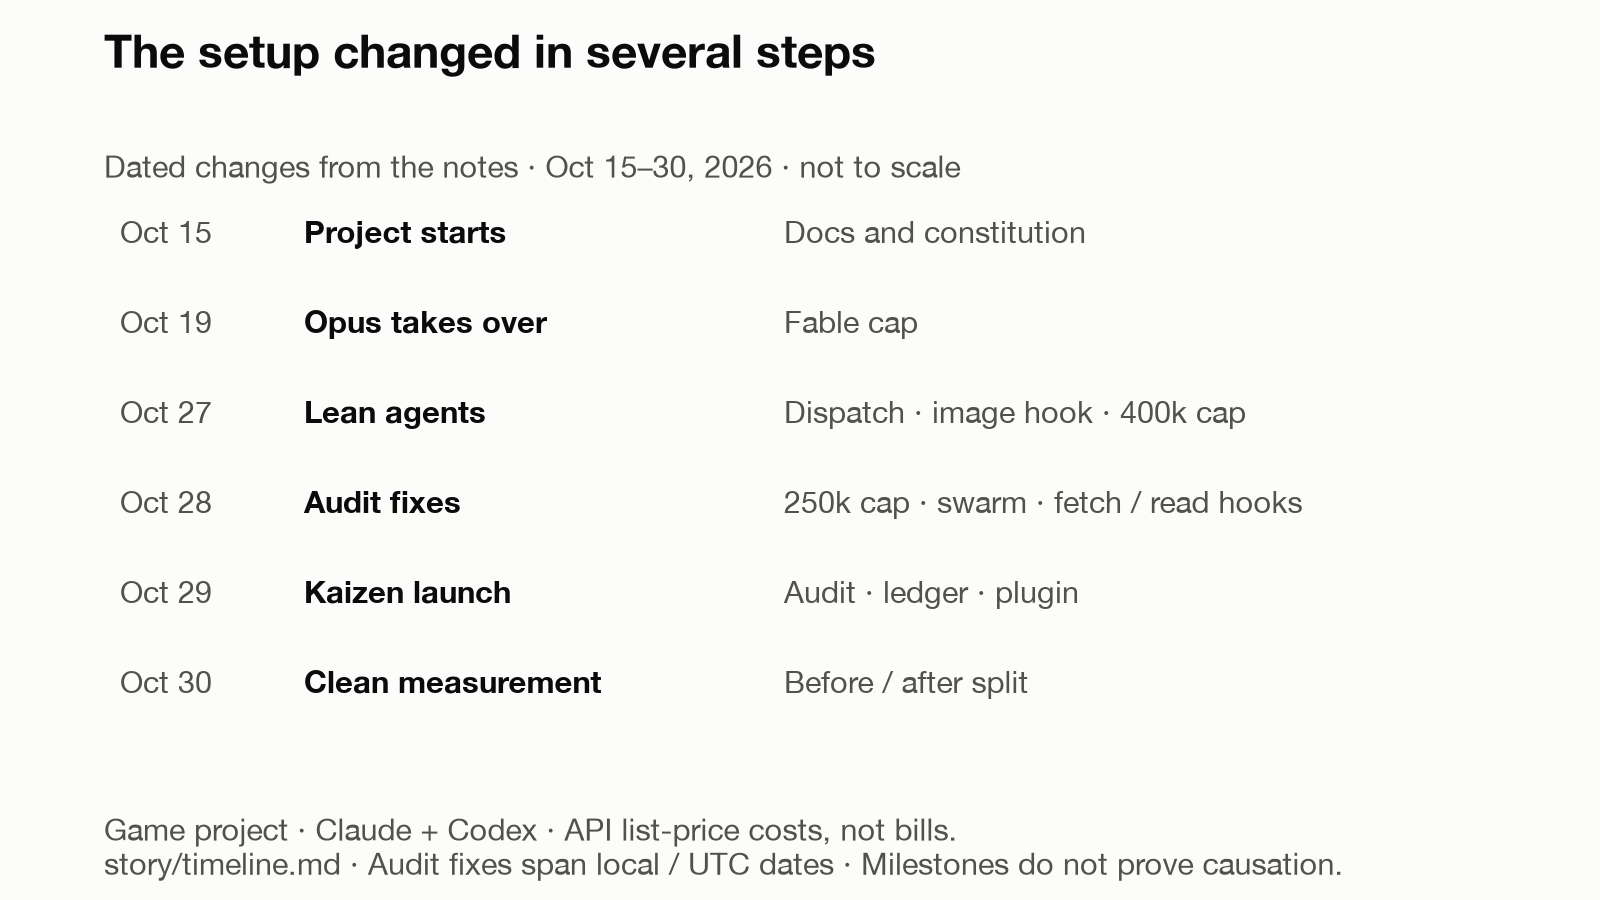 The setup changed in several steps
Dated changes from the notes · Oct 15–30, 2026 · not to scale
Oct 15 Project starts Docs and constitution
Oct 19 Opus takes over Fable cap
Oct 27 Lean agents Dispatch · image hook · 400k cap
Oct 28 Audit fixes 250k cap · swarm · fetch / read hooks
Oct 29 Kaizen launch Audit · ledger · plugin
Oct 30 Clean measurement Before / after split
Game project · Claude + Codex · API list-price costs, not bills.
story/timeline.md · Audit fixes span local / UTC dates · Milestones do not prove causation.